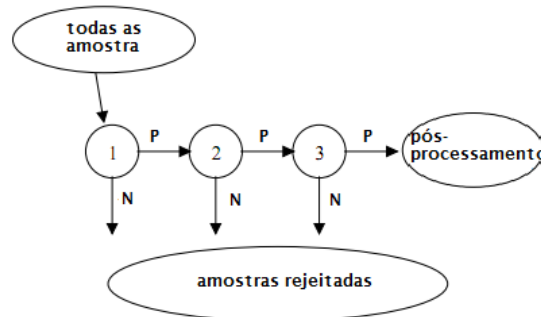 todas as
amostra
1
P
2
P
3
P
pós-
processamento
N
N
N
amostras rejeitadas